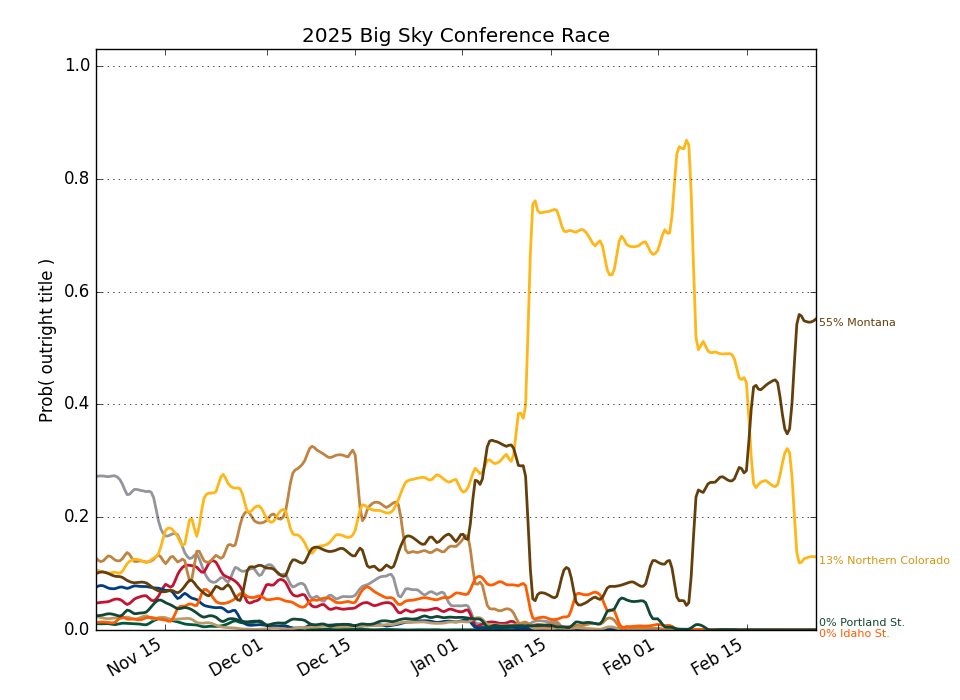 2025 Big Sky Conference Race
Prob( outright title )
1.0
0.8
0.6
0.4
0.2
0.0
Nov 15
Dec 01
Dec 15
Jan 01
Jan 15
Feb 01
Feb 15
55% Montana
13% Northern Colorado
0% Portland St.
0% Idaho St.